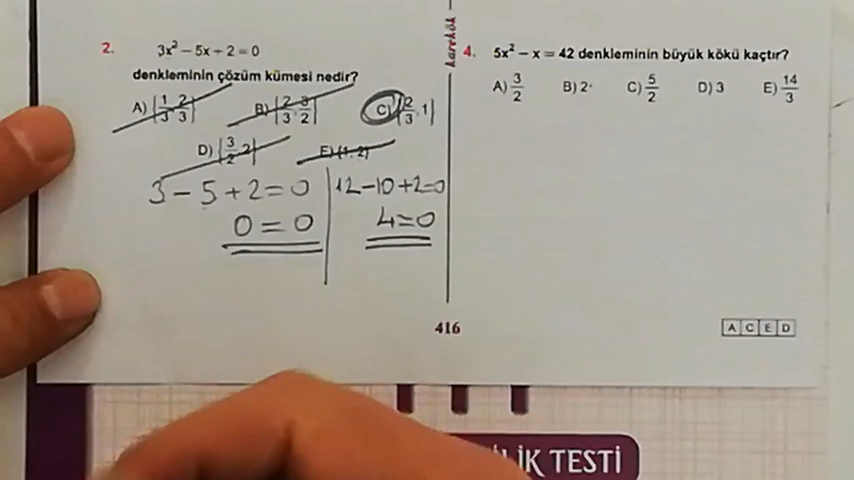 2. 3x² - 5x + 2 = 0
denkleminin çözüm kümesi nedir?
A) {1/3, 2/3} B) {2/3, 3/2} C) {2/3, 1}
D) {3/2, 2} E) {1, 2}
3 - 5 + 2 = 0
0 = 0
12 - 10 + 2 = 0
4 = 0
karekök
4. 5x² - x = 42 denkleminin büyük kökü kaçtır?
A) 3/2 B) 2 C) 5/2 D) 3 E) 14/3
416
A C E D
LİK TESTİ